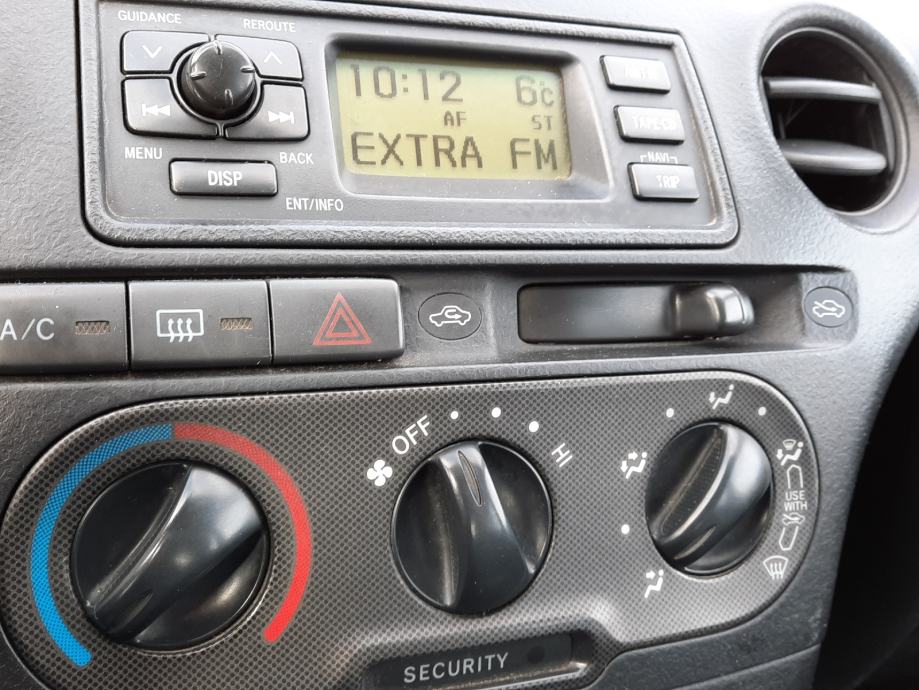 GUIDANCE
REROUTE
10:12 6°C
AF ST
EXTRA FM
TAPE•CD
NAVI
TRIP
MENU
DISP
BACK
ENT/INFO
A/C
OFF
HI
USE
WITH
SECURITY